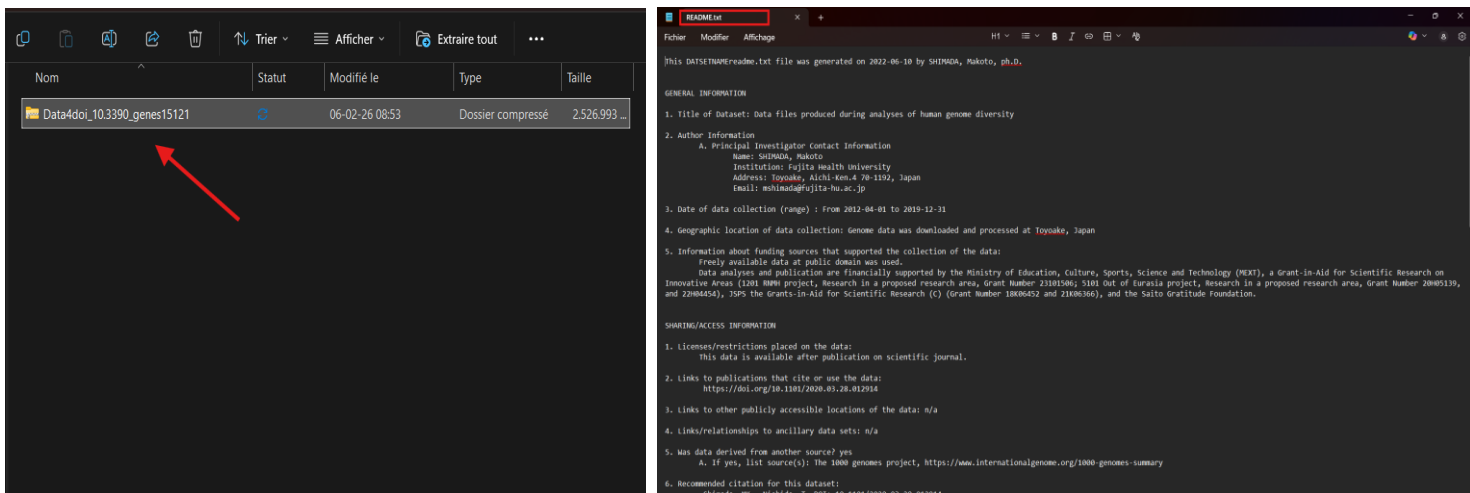 Trier
Afficher
Extraire tout
Nom
Statut
Modifié le
Type
Taille
Data4doi_10.3390_genes15121
06-02-26 08:53
Dossier compressé
2.526.993 ...
README.txt
Fichier Modifier Affichage
H1
B I
This DATSETNAMEreadme.txt file was generated on 2022-06-10 by SHIMADA, Makoto, ph.D.
GENERAL INFORMATION
1. Title of Dataset: Data files produced during analyses of human genome diversity
2. Author Information
A. Principal Investigator Contact Information
Name: SHIMADA, Makoto
Institution: Fujita Health University
Address: Toyoake, Aichi-Ken.4 70-1192, Japan
Email: mshimada@fujita-hu.ac.jp
3. Date of data collection (range) : From 2012-04-01 to 2019-12-31
4. Geographic location of data collection: Genome data was downloaded and processed at Toyoake, Japan
5. Information about funding sources that supported the collection of the data:
Freely available data at public domain was used.
Data analyses and publication are financially supported by the Ministry of Education, Culture, Sports, Science and Technology (MEXT), a Grant-in-Aid for Scientific Research on
Innovative Areas (1201 RNMH project, Research in a proposed research area, Grant Number 23101506; 5101 Out of Eurasia project, Research in a proposed research area, Grant Number 20H05139,
and 22H04454), JSPS the Grants-in-Aid for Scientific Research (C) (Grant Number 18K06452 and 21K06366), and the Saito Gratitude Foundation.
SHARING/ACCESS INFORMATION
1. Licenses/restrictions placed on the data:
This data is available after publication on scientific journal.
2. Links to publications that cite or use the data:
https://doi.org/10.1101/2020.03.28.012914
3. Links to other publicly accessible locations of the data: n/a
4. Links/relationships to ancillary data sets: n/a
5. Was data derived from another source? yes
A. If yes, list source(s): The 1000 genomes project, https://www.internationalgenome.org/1000-genomes-summary
6. Recommended citation for this dataset: